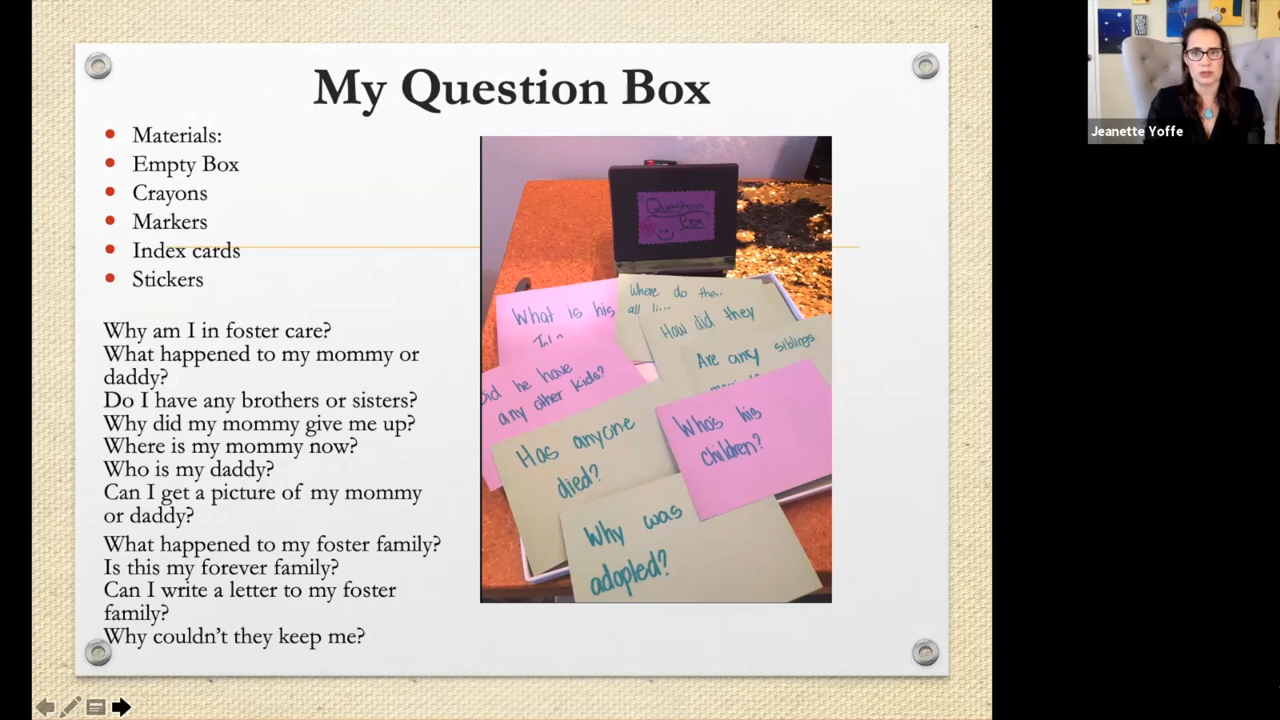 My Question Box
Materials:
Empty Box
Crayons
Markers
Index cards
Stickers
Why am I in foster care?
What happened to my mommy or
daddy?
Do I have any brothers or sisters?
Why did my mommy give me up?
Where is my mommy now?
Who is my daddy?
Can I get a picture of my mommy
or daddy?
What happened to my foster family?
Is this my forever family?
Can I write a letter to my foster
family?
Why couldn't they keep me?
Question
Box
What is his
Where do
all
How did they
Are any siblings
Did he have
any other kids?
Who's his
children?
Has anyone
died?
Why was
adopted?
Jeanette Yoffe